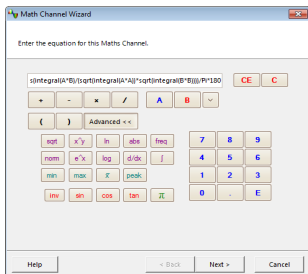 Math Channel Wizard
Enter the equation for this Maths Channel.
s(integral(A*B)/(sqrt(integral(A*A))*sqrt(integral(B*B))))/Pi*180 CE C
+ - × / A B
( ) Advanced <<
sqrt x^y ln abs freq 7 8 9
norm e^x log d/dx ∫ 4 5 6
min max peak 1 2 3
inv sin cos tan π 0 . E
Help < Back Next > Cancel